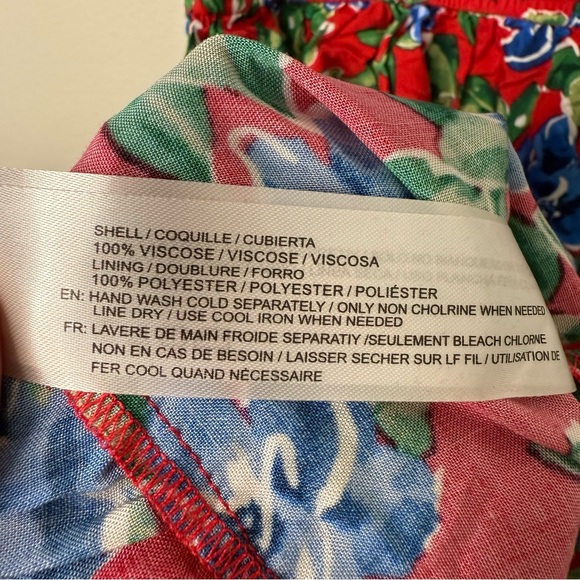 SHELL / COQUILLE / CUBIERTA
100% VISCOSE / VISCOSE / VISCOSA
LINING / DOUBLURE / FORRO
100% POLYESTER / POLYESTER / POLIÉSTER
EN: HAND WASH COLD SEPARATELY / ONLY NON CHOLRINE WHEN NEEDED
LINE DRY / USE COOL IRON WHEN NEEDED
FR: LAVERE DE MAIN FROIDE SEPARATIY /SEULEMENT BLEACH CHLORNE
NON EN CAS DE BESOIN / LAISSER SECHER SUR LF FIL / UTILISATION DE
FER COOL QUAND NÉCESSAIRE